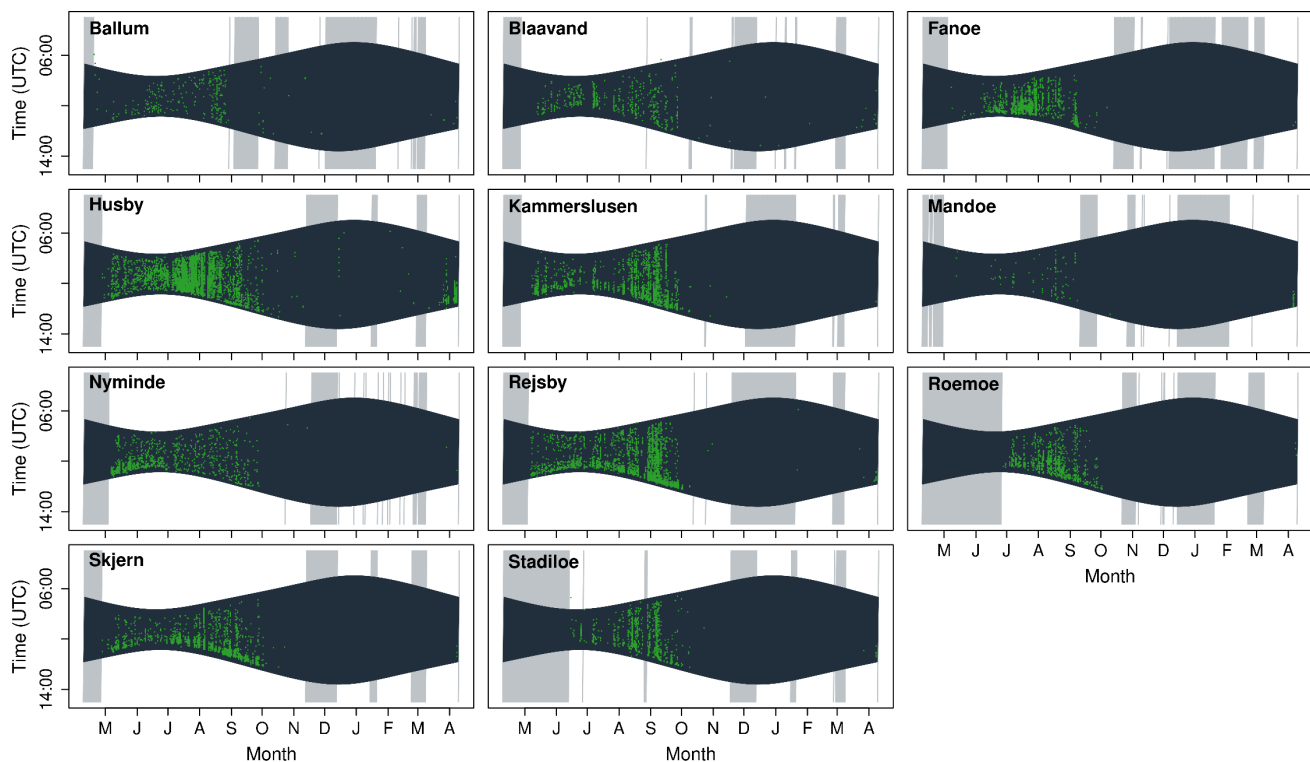 Ballum
Blaavand
Fanoe
Time (UTC)
06:00
14:00
Husby
Kammerslusen
Mandoe
Time (UTC)
06:00
14:00
Nyminde
Rejsby
Roemoe
Time (UTC)
06:00
14:00
M J J A S O N D J F M A
Month
Skjern
Stadiloe
Time (UTC)
06:00
14:00
M J J A S O N D J F M A
M J J A S O N D J F M A
Month
Month